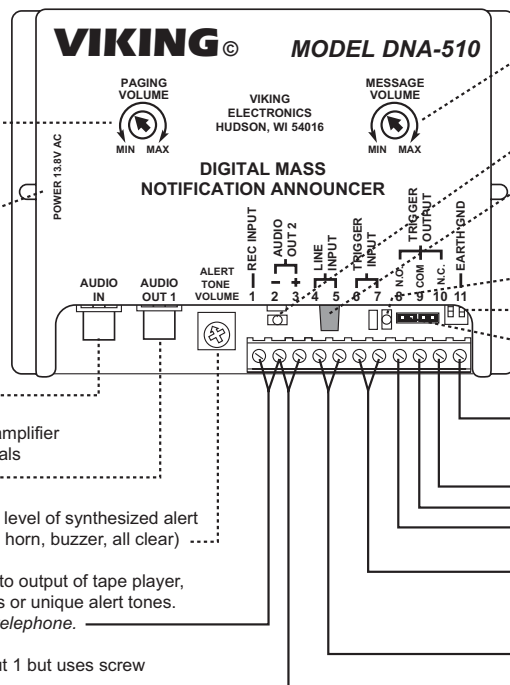 VIKING©
MODEL DNA-510
PAGING
VOLUME
MIN MAX
VIKING
ELECTRONICS
HUDSON, WI 54016
MESSAGE
VOLUME
MIN MAX
POWER 13.8V AC
DIGITAL MASS
NOTIFICATION ANNOUNCER
AUDIO
IN
AUDIO
OUT 1
ALERT
TONE
VOLUME
REC INPUT
AUDIO
OUT 2
- +
LINE
INPUT
TRIGGER
INPUT
TRIGGER
OUTPUT
N.O.
COM
N.C.
EARTH GND
1 2 3 4 5 6 7 8 9 10 11
amplifier
als
level of synthesized alert
horn, buzzer, all clear)
to output of tape player,
s or unique alert tones.
elephone.
ut 1 but uses screw